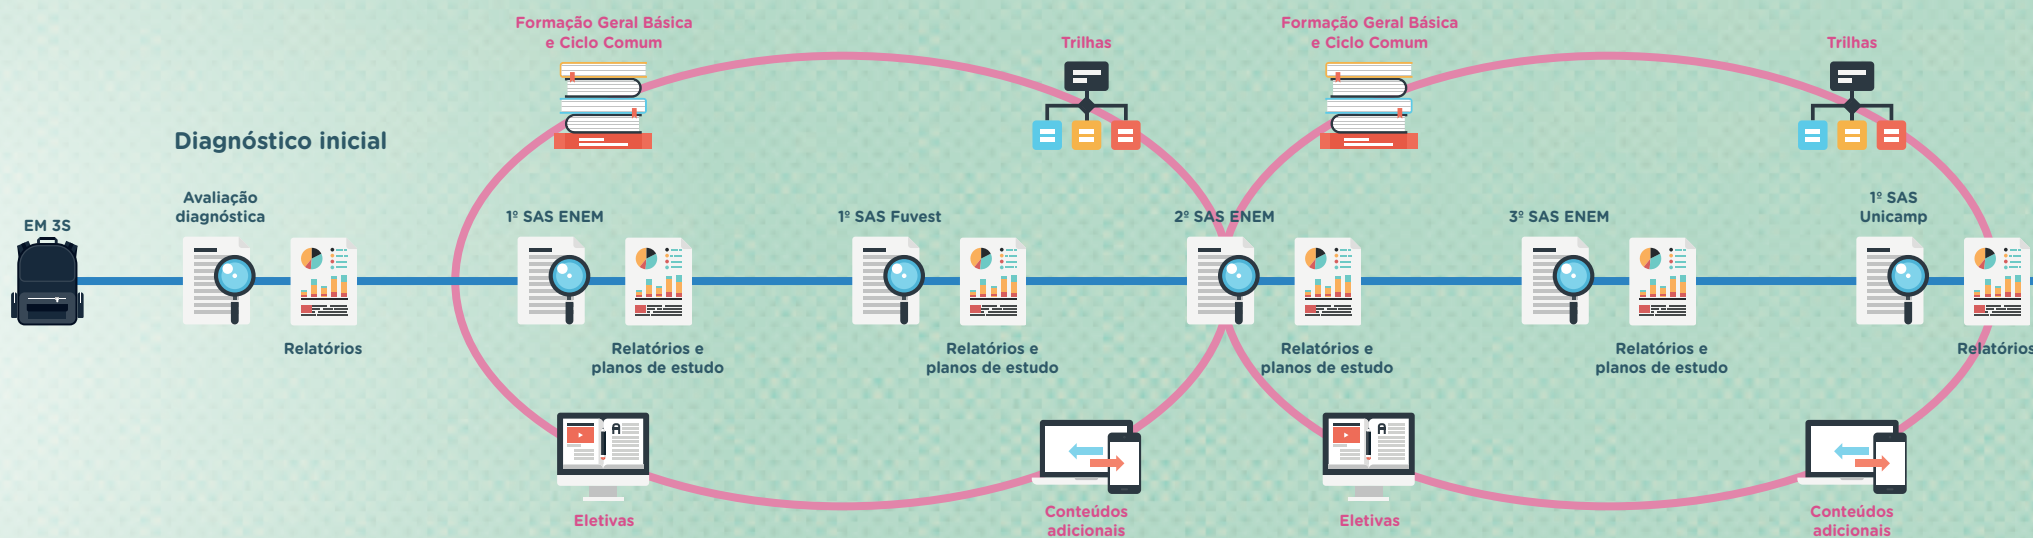 Formação Geral Básica
e Ciclo Comum
Trilhas
Formação Geral Básica
e Ciclo Comum
Trilhas
Diagnóstico inicial
EM 3S
Avaliação
diagnóstica
Relatórios
1º SAS ENEM
Relatórios e
planos de estudo
1º SAS Fuvest
Relatórios e
planos de estudo
2º SAS ENEM
Relatórios e
planos de estudo
3º SAS ENEM
Relatórios e
planos de estudo
1º SAS
Unicamp
Relatórios
A
A
Eletivas
Conteúdos
adicionais
Eletivas
Conteúdos
adicionais